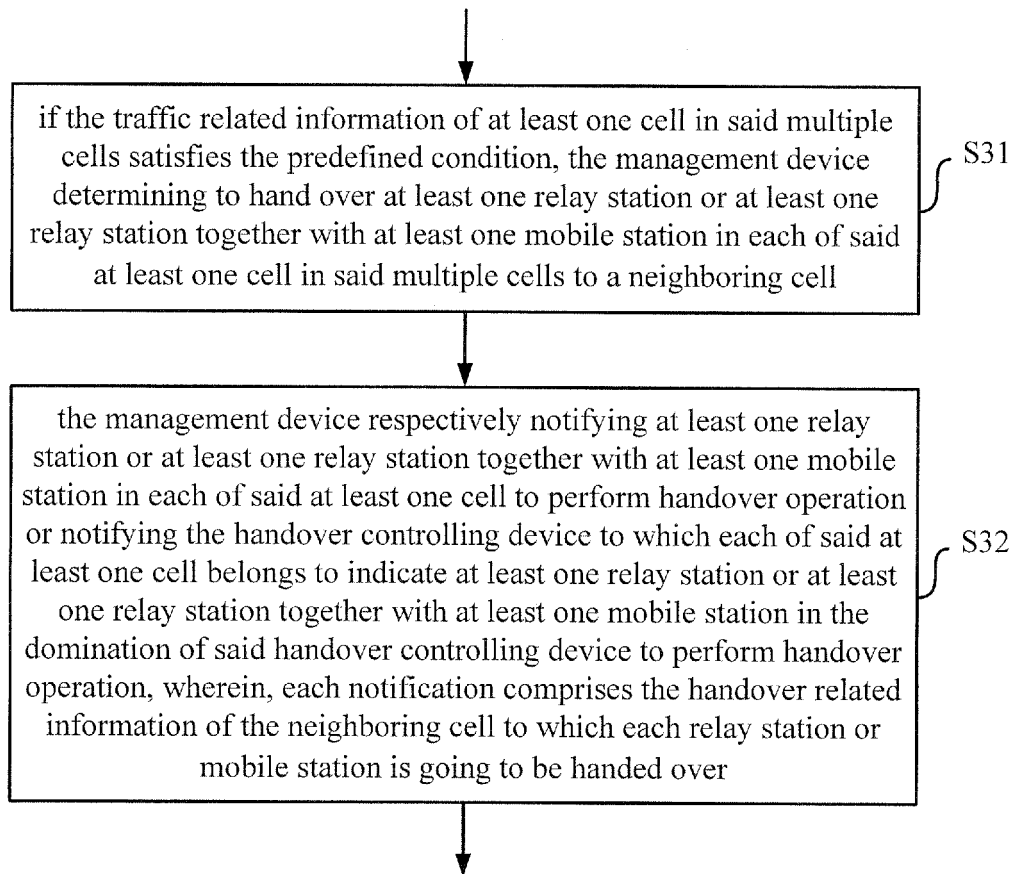 if the traffic related information of at least one cell in said multiple
cells satisfies the predefined condition, the management device
determining to hand over at least one relay station or at least one
relay station together with at least one mobile station in each of said
at least one cell in said multiple cells to a neighboring cell
S31
the management device respectively notifying at least one relay
station or at least one relay station together with at least one mobile
station in each of said at least one cell to perform handover operation
or notifying the handover controlling device to which each of said at
least one cell belongs to indicate at least one relay station or at least
one relay station together with at least one mobile station in the
domination of said handover controlling device to perform handover
operation, wherein, each notification comprises the handover related
information of the neighboring cell to which each relay station or
mobile station is going to be handed over
S32